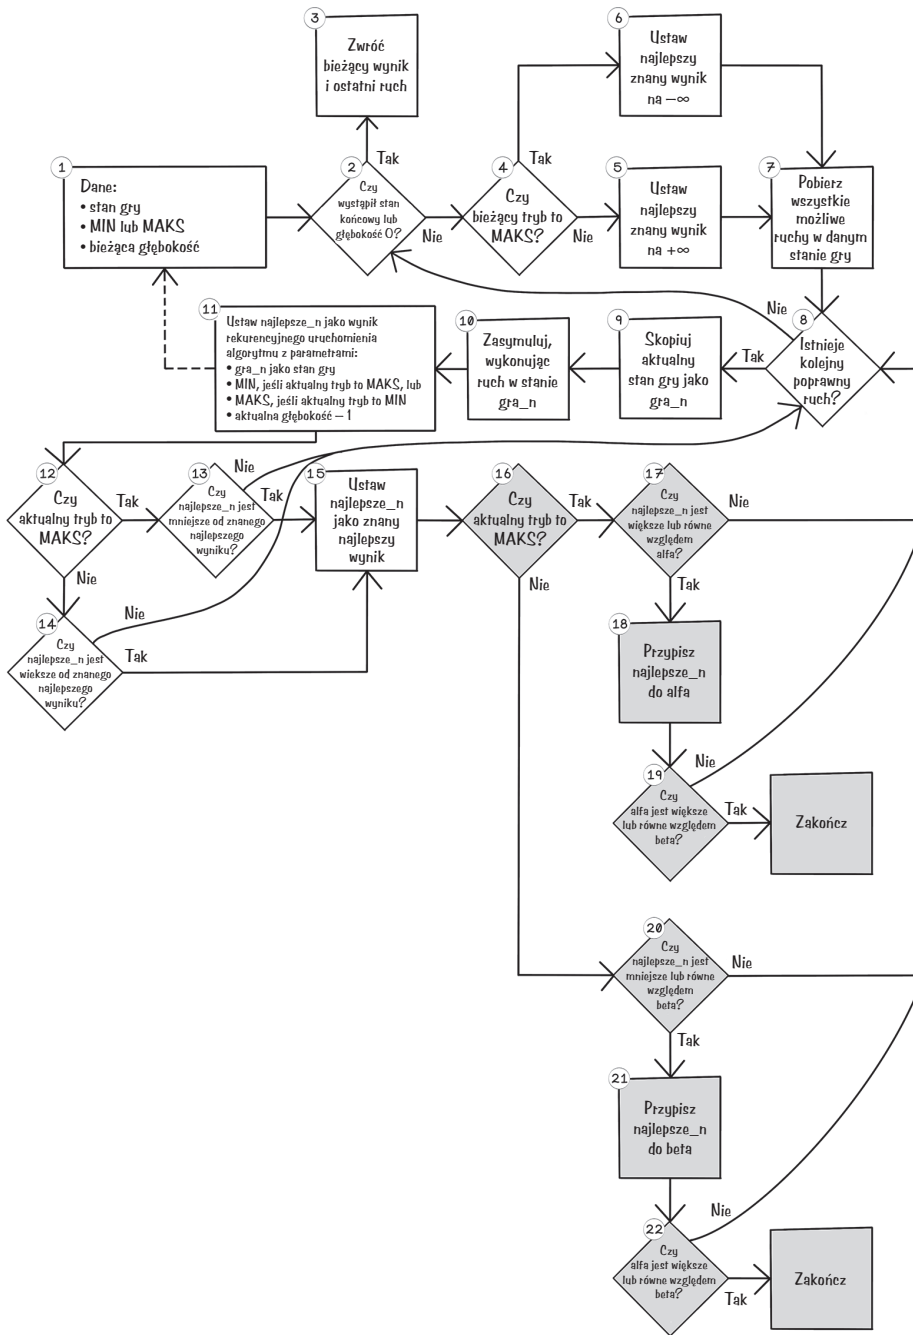 3
Zwróć
bieżący wynik
i ostatni ruch
6
Ustaw
najlepszy
znany wynik
na –∞
1
Dane:
• stan gry
• MIN lub MAKS
• bieżąca głębokość
2
Czy
wystąpił stan
końcowy lub
głębokość 0?
Tak
Nie
4
Czy
bieżący tryb to
MAKS?
Tak
Nie
5
Ustaw
najlepszy
znany wynik
na +∞
7
Pobierz
wszystkie
możliwe
ruchy w danym
stanie gry
8
Istnieje
kolejny
poprawny
ruch?
Nie
Tak
9
Skopiuj
aktualny
stan gry jako
gra_n
10
Zasymuluj,
wykonując
ruch w stanie
gra_n
11
Ustaw najlepsze_n jako wynik
rekurencyjnego uruchomienia
algorytmu z parametrami:
• gra_n jako stan gry
• MIN, jeśli aktualny tryb to MAKS, lub
• MAKS, jeśli aktualny tryb to MIN
• aktualna głębokość – 1
12
Czy
aktualny tryb to
MAKS?
Tak
Nie
13
Czy
najlepsze_n jest
mniejsze od znanego
najlepszego
wyniku?
Nie
Tak
14
Czy
najlepsze_n jest
wieksze od znanego
najlepszego
wyniku?
Nie
Tak
15
Ustaw
najlepsze_n
jako znany
najlepszy
wynik
16
Czy
aktualny tryb to
MAKS?
Tak
Nie
17
Czy
najlepsze_n jest
większe lub równe
względem
alfa?
Nie
Tak
18
Przypisz
najlepsze_n
do alfa
19
Czy
alfa jest większe
lub równe względem
beta?
Nie
Tak
Zakończ
20
Czy
najlepsze_n jest
mniejsze lub równe
względem
beta?
Nie
Tak
21
Przypisz
najlepsze_n
do beta
22
Czy
alfa jest większe
lub równe względem
beta?
Nie
Tak
Zakończ